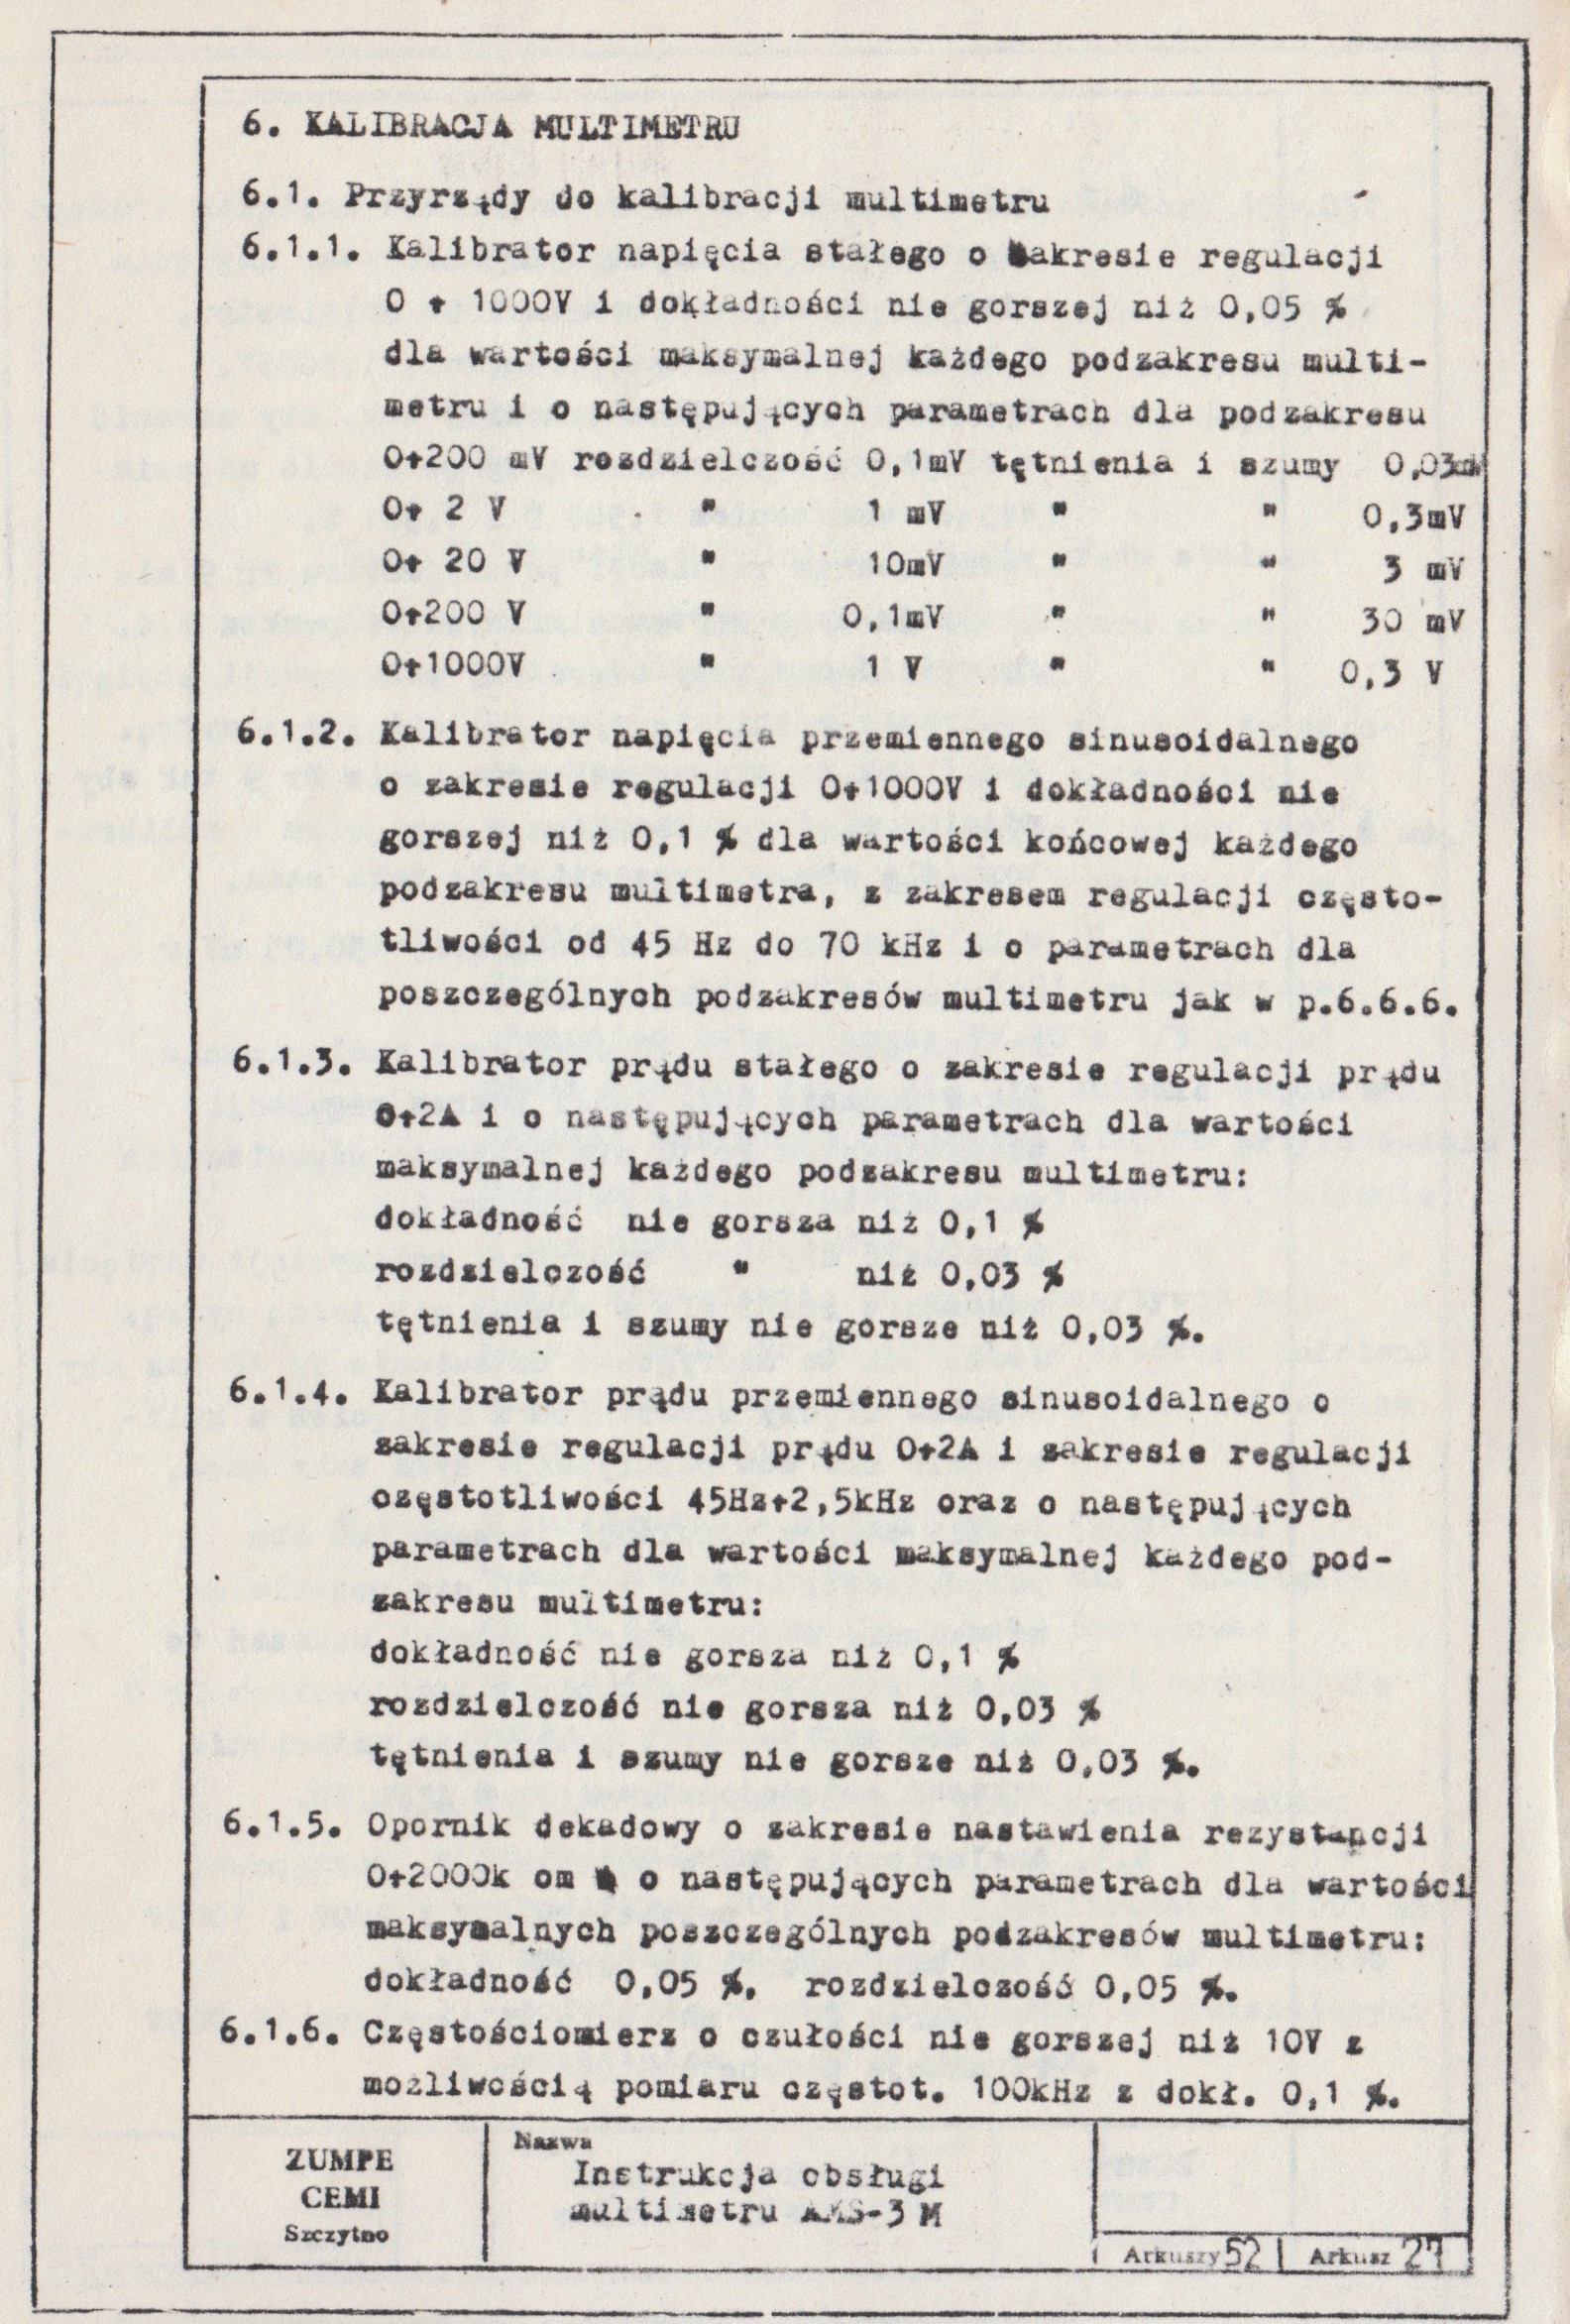 6. KALIBRACJA MULTIMETRU
6.1. Przyrządy do kalibracji multimetru
6.1.1. Kalibrator napięcia stałego o zakresie regulacji
0 ÷ 1000V i dokładności nie gorszej niż 0,05 %
dla wartości maksymalnej każdego podzakresu multi-
metru i o następujących parametrach dla podzakresu
0÷200 mV rozdzielczość 0,1mV tętnienia i szumy 0,03mV
0÷ 2 V " 1 mV " " 0,3mV
0÷ 20 V " 10mV " " 3 mV
0÷200 V " 0,1mV " " 30 mV
0÷1000V " 1 V " " 0,3 V
6.1.2. Kalibrator napięcia przemiennego sinusoidalnego
o zakresie regulacji 0÷1000V i dokładności nie
gorszej niż 0,1 % dla wartości końcowej każdego
podzakresu multimetra, z zakresem regulacji często-
tliwości od 45 Hz do 70 kHz i o parametrach dla
poszczególnych podzakresów multimetru jak w p.6.6.6.
6.1.3. Kalibrator prądu stałego o zakresie regulacji prądu
0÷2A i o następujących parametrach dla wartości
maksymalnej każdego podzakresu multimetru:
dokładność nie gorsza niż 0,1 %
rozdzielczość " niż 0,03 %
tętnienia i szumy nie gorsze niż 0,03 %.
6.1.4. Kalibrator prądu przemiennego sinusoidalnego o
zakresie regulacji prądu 0÷2A i zakresie regulacji
częstotliwości 45Hz÷2,5kHz oraz o następujących
parametrach dla wartości maksymalnej każdego pod-
zakresu multimetru:
dokładność nie gorsza niż 0,1 %
rozdzielczość nie gorsza niż 0,03 %
tętnienia i szumy nie gorsze niż 0,03 %.
6.1.5. Opornik dekadowy o zakresie nastawienia rezystancji
0÷2000k om o następujących parametrach dla wartości
maksymalnych poszczególnych podzakresów multimetru:
dokładność 0,05 %, rozdzielczość 0,05 %.
6.1.6. Częstościomierz o czułości nie gorszej niż 10V z
możliwością pomiaru częstot. 100kHz z dokł. 0,1 %.
ZUMPE
CEMI
Szczytno
Nazwa
Instrukcja obsługi
multimetru AMS-3 M
Arkuszy 52
Arkusz 27